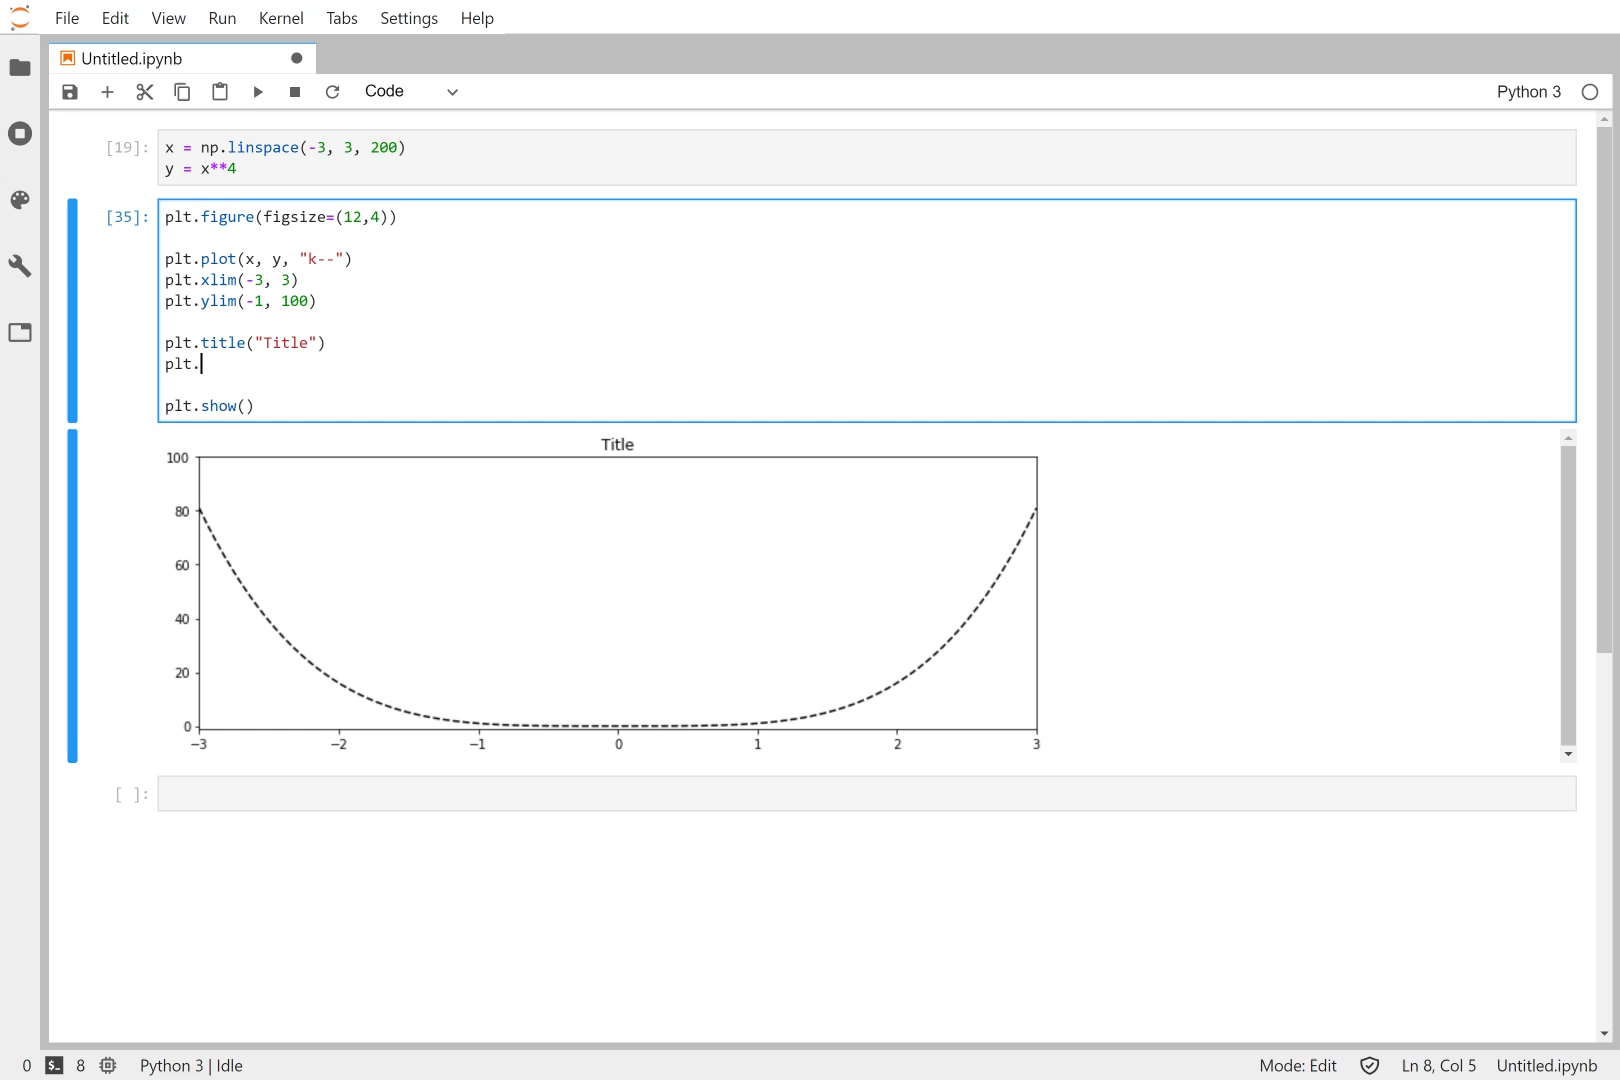 File Edit View Run Kernel Tabs Settings Help
Untitled.ipynb
Code
Python 3
[19]: x = np.linspace(-3, 3, 200)
y = x**4
[35]: plt.figure(figsize=(12,4))
plt.plot(x, y, "k--")
plt.xlim(-3, 3)
plt.ylim(-1, 100)
plt.title("Title")
plt.
plt.show()
Title
100
80
60
40
20
0
−3 −2 −1 0 1 2 3
[ ]:
0 $_ 8 Python 3 | Idle Mode: Edit Ln 8, Col 5 Untitled.ipynb